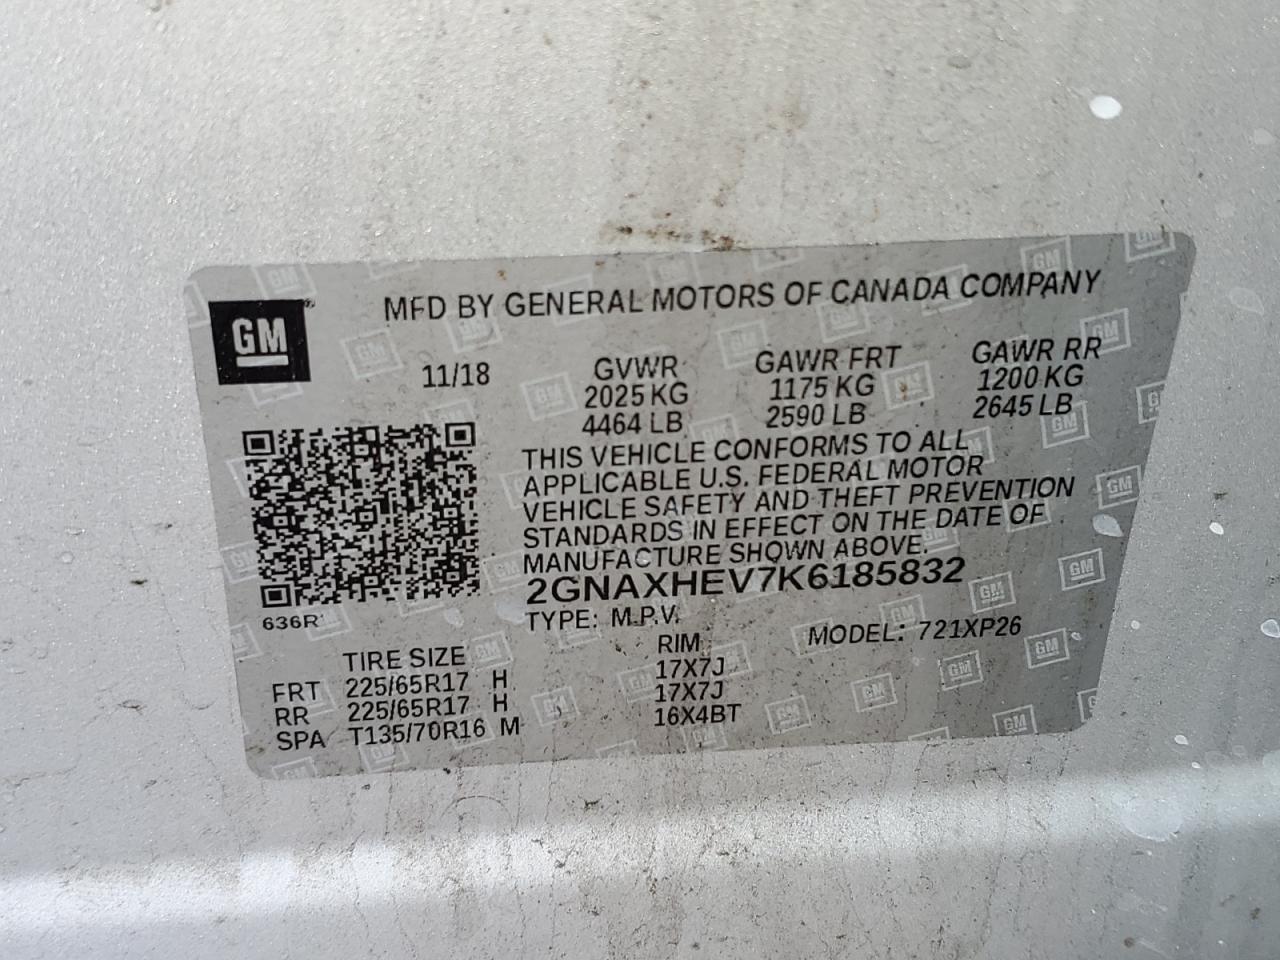 GM
MFD BY GENERAL MOTORS OF CANADA COMPANY
11/18 GVWR GAWR FRT GAWR RR
2025 KG 1175 KG 1200 KG
4464 LB 2590 LB 2645 LB
THIS VEHICLE CONFORMS TO ALL
APPLICABLE U.S. FEDERAL MOTOR
VEHICLE SAFETY AND THEFT PREVENTION
STANDARDS IN EFFECT ON THE DATE OF
MANUFACTURE SHOWN ABOVE.
2GNAXHEV7K6185832
636R
TYPE: M.P.V. MODEL: 721XP26
TIRE SIZE RIM
FRT 225/65R17 H 17X7J
RR 225/65R17 H 17X7J
SPA T135/70R16 M 16X4BT